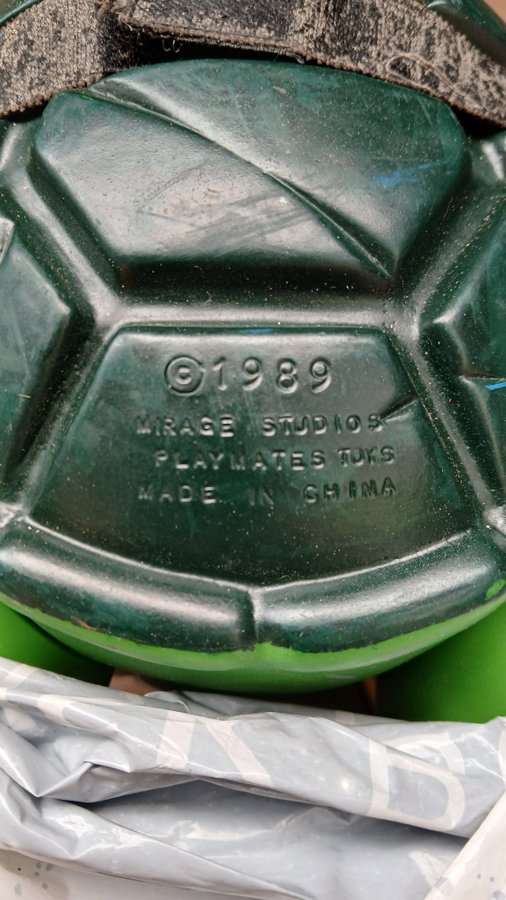 ©1989
MIRAGE STUDIOS
PLAYMATES TOYS
MADE IN CHINA